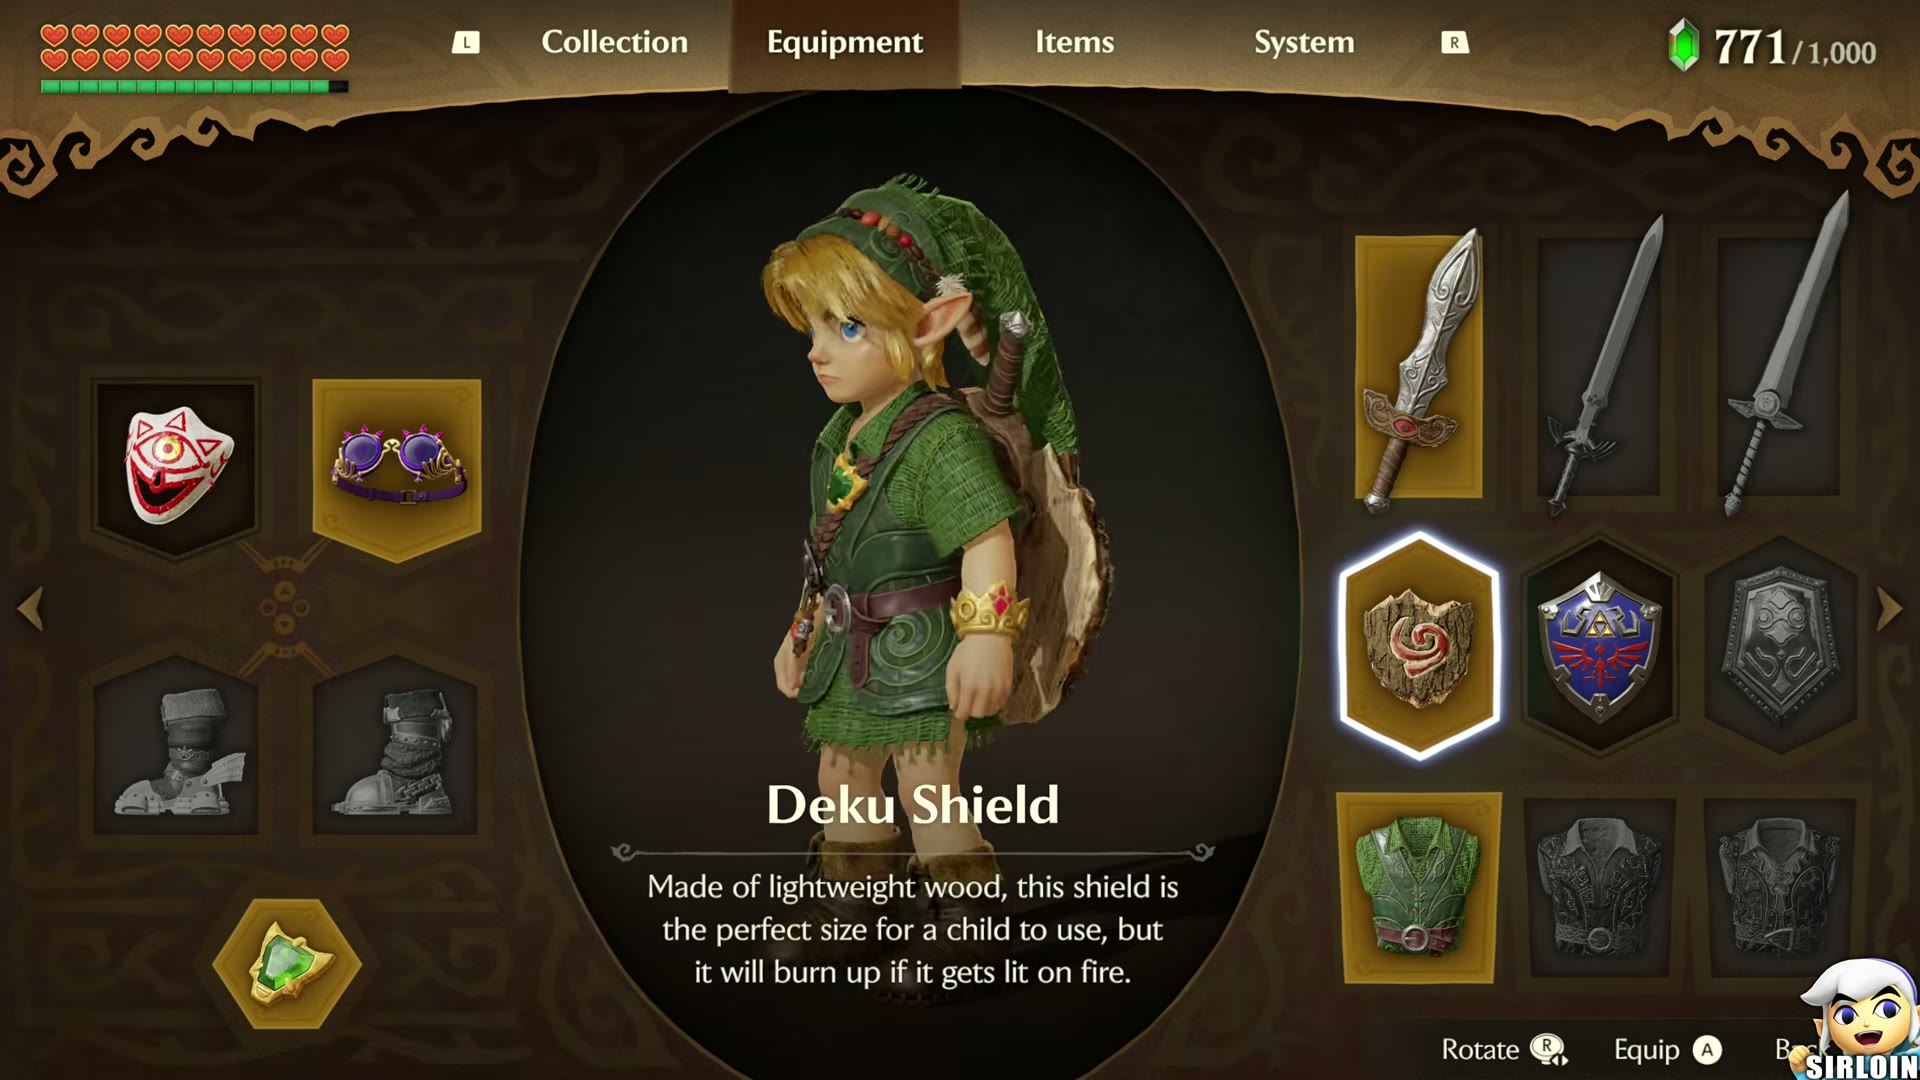 L Collection Equipment Items System R 771/1,000
Deku Shield
Made of lightweight wood, this shield is
the perfect size for a child to use, but
it will burn up if it gets lit on fire.
Rotate R Equip A
SIRLOIN